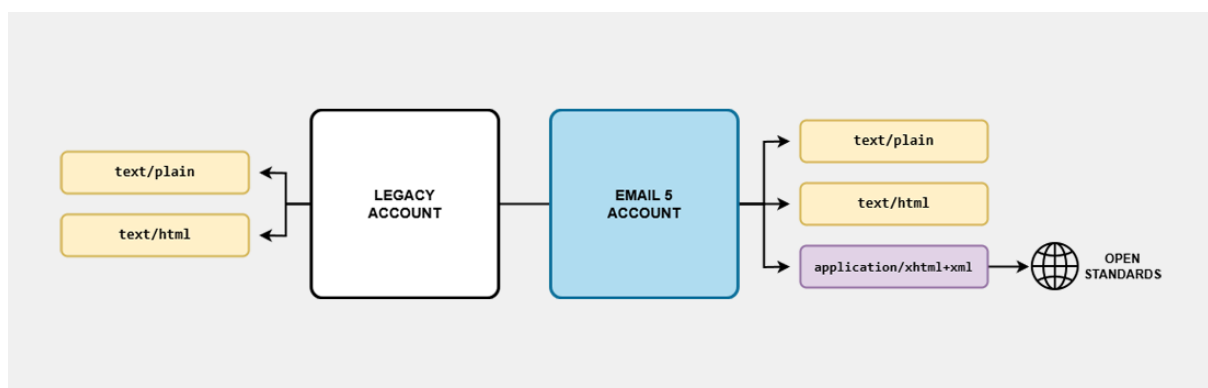 text/plain
text/html
LEGACY
ACCOUNT
EMAIL 5
ACCOUNT
text/plain
text/html
application/xhtml+xml
OPEN
STANDARDS